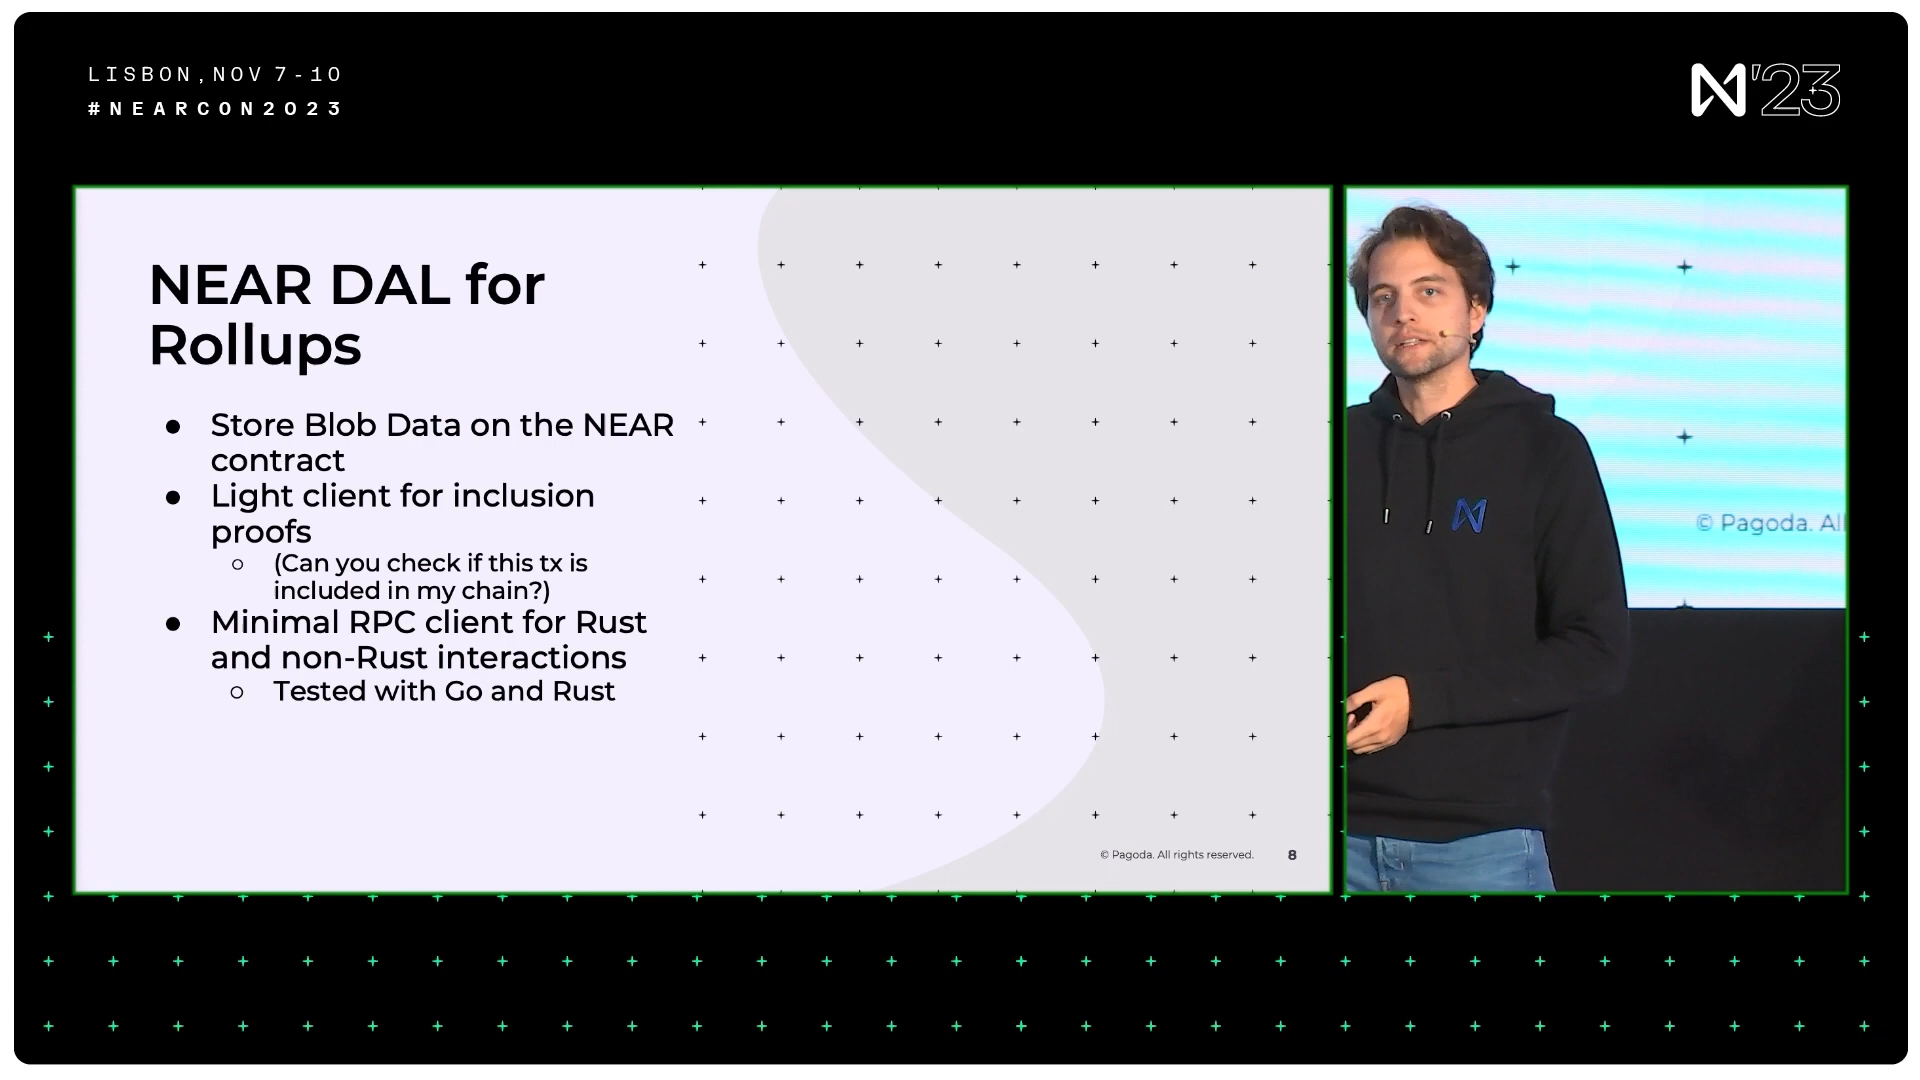 LISBON, NOV 7-10
#NEARCON2023
'23
NEAR DAL for
Rollups
● Store Blob Data on the NEAR
contract
● Light client for inclusion
proofs
○ (Can you check if this tx is
included in my chain?)
● Minimal RPC client for Rust
and non-Rust interactions
○ Tested with Go and Rust
© Pagoda. All rights reserved.
8
© Pagoda. All